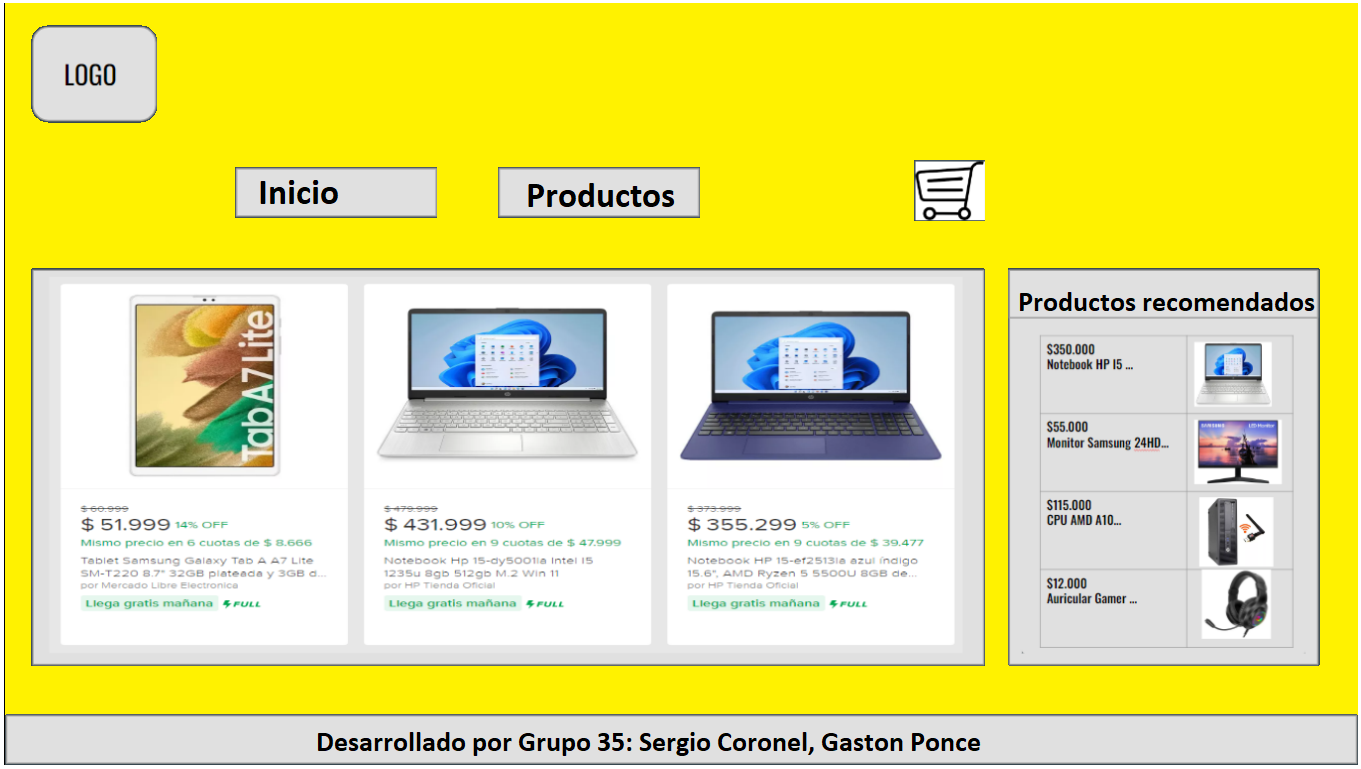 LOGO
Inicio
Productos
TabA7 Lite
$ 60.999
$ 51.999 14% OFF
Mismo precio en 6 cuotas de $ 8.666
Tablet Samsung Galaxy Tab A A7 Lite
SM-T220 8.7" 32GB plateada y 3GB d...
por Mercado Libre Electronica
Llega gratis mañana FULL
$ 479.999
$ 431.999 10% OFF
Mismo precio en 9 cuotas de $ 47.999
Notebook Hp 15-dy5001la Intel I5
1235u 8gb 512gb M.2 Win 11
por HP Tienda Oficial
Llega gratis mañana FULL
$ 373.999
$ 355.299 5% OFF
Mismo precio en 9 cuotas de $ 39.477
Notebook HP 15-ef2513la azul índigo
15.6", AMD Ryzen 5 5500U 8GB de...
por HP Tienda Oficial
Llega gratis mañana FULL
Productos recomendados
$350.000
Notebook HP I5 ...
$55.000
Monitor Samsung 24HD...
SAMSUNG LED Monitor
$115.000
CPU AMD A10...
$12.000
Auricular Gamer ...
Desarrollado por Grupo 35: Sergio Coronel, Gaston Ponce